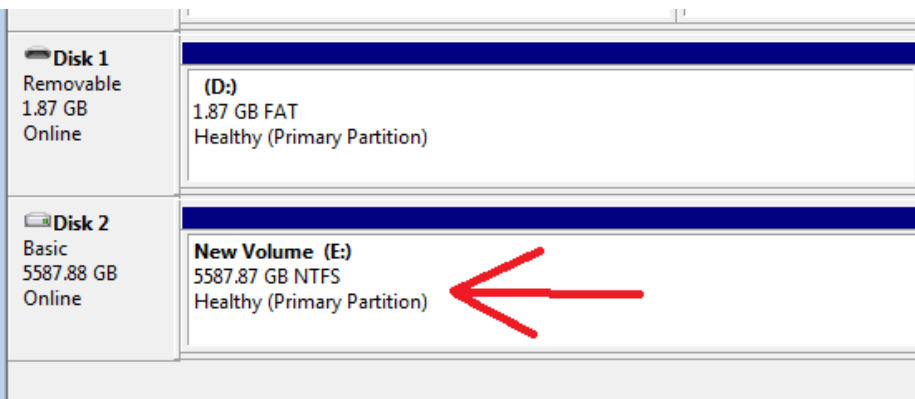 Disk 1
Removable
1.87 GB
Online
(D:)
1.87 GB FAT
Healthy (Primary Partition)
Disk 2
Basic
5587.88 GB
Online
New Volume (E:)
5587.87 GB NTFS
Healthy (Primary Partition)